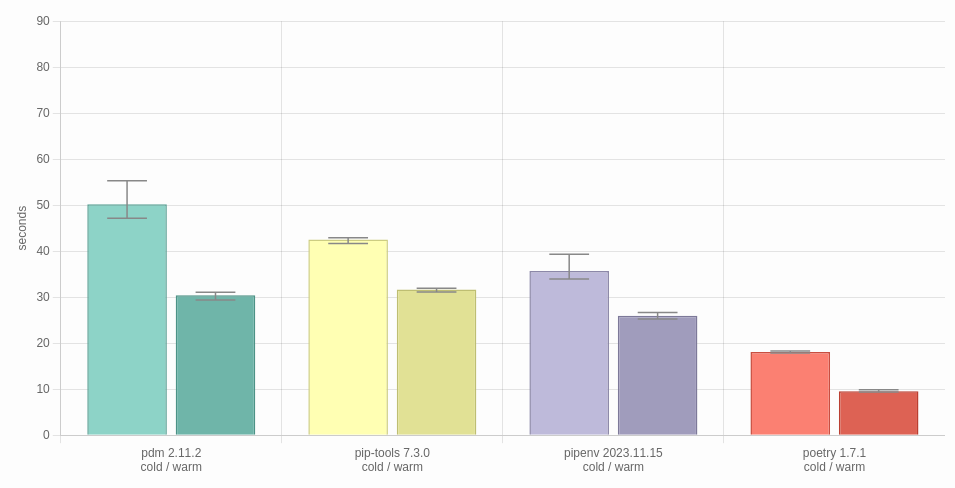 90
80
70
60
50
40
30
20
10
0
seconds
pdm 2.11.2
cold / warm
pip-tools 7.3.0
cold / warm
pipenv 2023.11.15
cold / warm
poetry 1.7.1
cold / warm